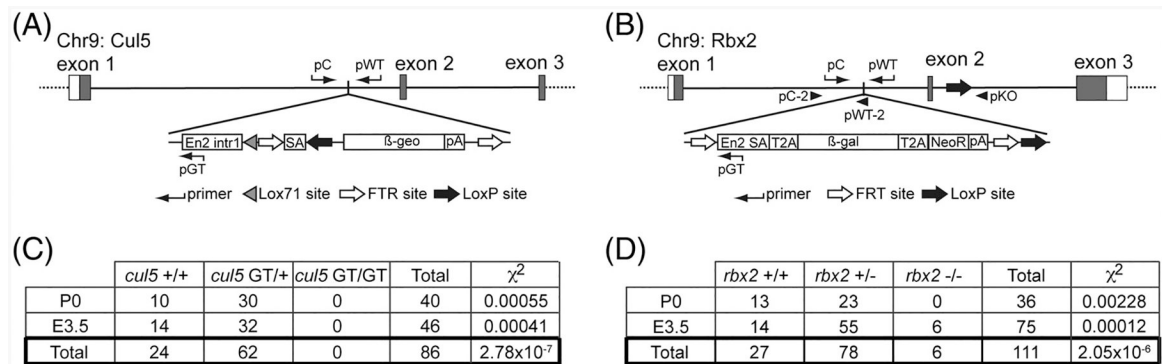 (A)
Chr9: Cul5
exon 1
pC
pWT
exon 2
exon 3
En2 intr1
SA
ß-geo
pA
pGT
primer
Lox71 site
FTR site
LoxP site
(B)
Chr9: Rbx2
exon 1
pC
pWT
exon 2
exon 3
pC-2
pWT-2
pKO
En2 SA T2A ß-gal T2A NeoR pA
pGT
primer
FRT site
LoxP site
(C)
cul5 +/+ cul5 GT/+ cul5 GT/GT Total χ2
P0 10 30 0 40 0.00055
E3.5 14 32 0 46 0.00041
Total 24 62 0 86 2.78x10-7
(D)
rbx2 +/+ rbx2 +/- rbx2 -/- Total χ2
P0 13 23 0 36 0.00228
E3.5 14 55 6 75 0.00012
Total 27 78 6 111 2.05x10-6